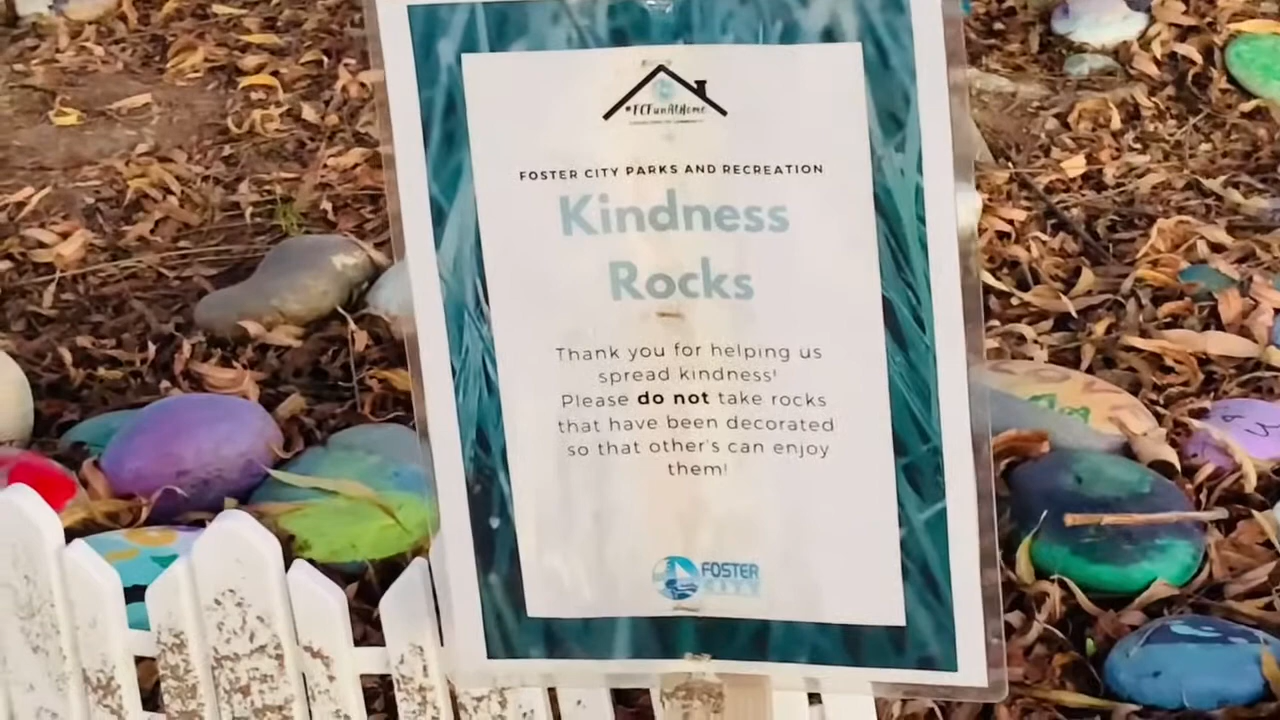 #FCFunAtHome
FOSTER CITY PARKS AND RECREATION
Kindness
Rocks
Thank you for helping us
spread kindness!
Please do not take rocks
that have been decorated
so that other's can enjoy
them!
FOSTER
CITY